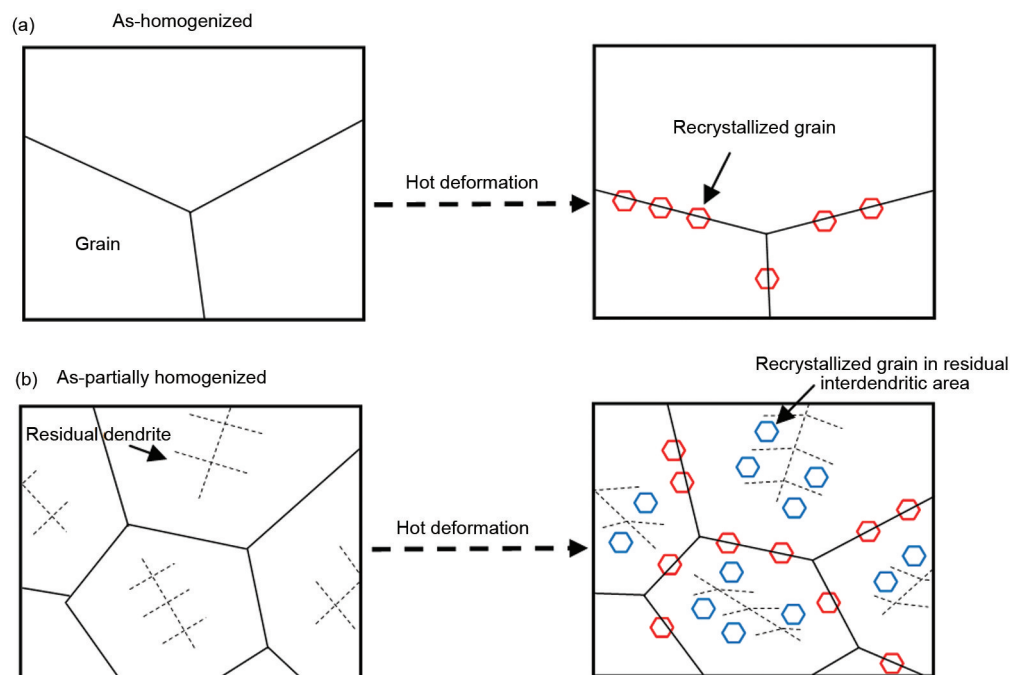 (a)
As-homogenized
Recrystallized grain
Hot deformation
Grain
(b)
As-partially homogenized
Recrystallized grain in residual
interdendritic area
Residual dendrite
Hot deformation